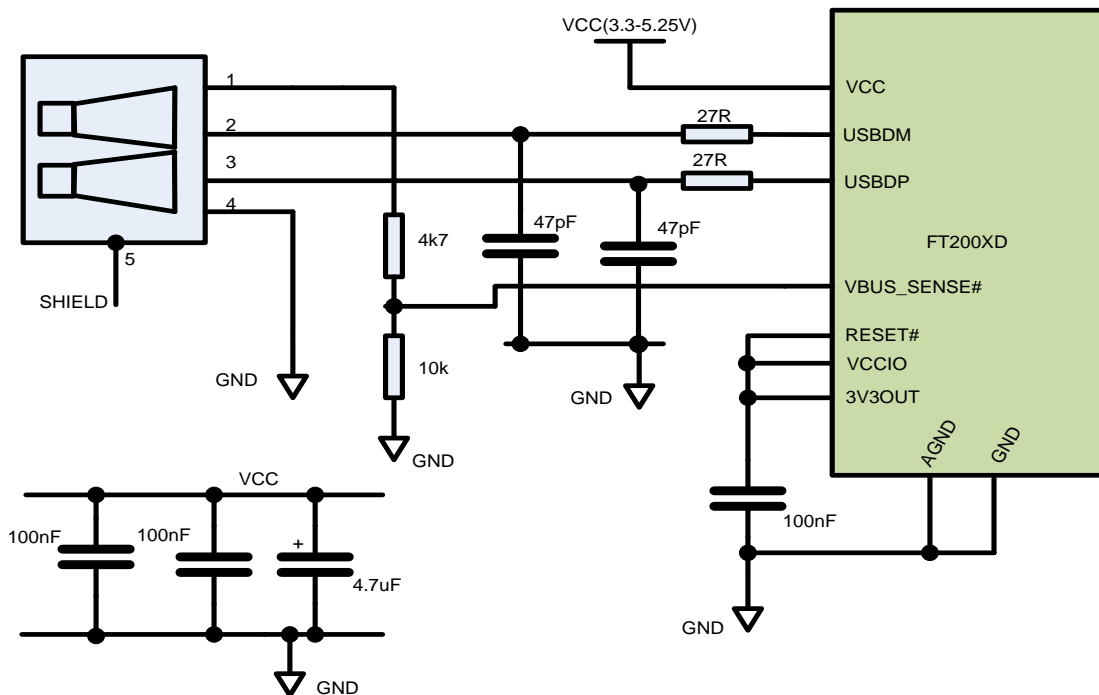 VCC(3.3-5.25V)
1
VCC
27R
2
USBDM
27R
3
USBDP
4
47pF
47pF
4k7
FT200XD
5
SHIELD
VBUS_SENSE#
RESET#
VCCIO
10k
GND
3V3OUT
GND
AGND
GND
GND
VCC
100nF
100nF
100nF
+
4.7uF
GND
GND